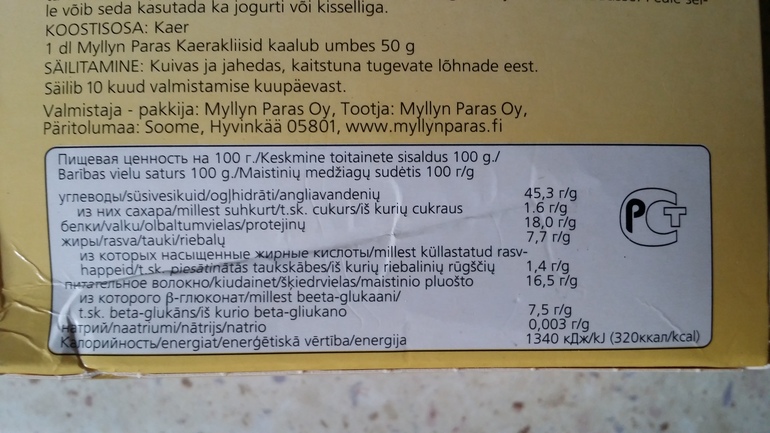 le võib seda kasutada ka jogurti või kisselliga.
KOOSTISOSA: Kaer
1 dl Myllyn Paras Kaerakliisid kaalub umbes 50 g
SÄILITAMINE: Kuivas ja jahedas, kaitstuna tugevate lõhnade eest.
Säilib 10 kuud valmistamise kuupäevast.
Valmistaja - pakkija: Myllyn Paras Oy, Tootja: Myllyn Paras Oy,
Päritolumaa: Soome, Hyvinkää 05801, www.myllynparas.fi
Пищевая ценность на 100 г./Keskmine toitainete sisaldus 100 g./
Barības vielu saturs 100 g./Maistinių medžiagų sudėtis 100 г/g
углеводы/süsivesikuid/ogļhidrāti/angliavandenių 45,3 г/g
из них сахара/millest suhkurt/t.sk. cukurs/iš kurių cukraus 1.6 г/g
белки/valku/olbaltumvielas/protejinų 18,0 г/g
жиры/rasva/tauki/riebalų 7,7 г/g
из которых насыщенные жирные кислоты/millest küllastatud rasv-
happeid/t.sk. piesātinātās taukskābes/iš kurių riebalinių rūgščių 1,4 г/g
питательное волокно/kiudainet/šķiedrvielas/maistinio pluošto 16,5 г/g
из которого β-глюконат/millest beeta-glukaani/
t.sk. beta-glukāns/iš kurio beta-gliukano 7,5 г/g
натрий/naatriumi/nātrijs/natrio 0,003 г/g
Калорийность/energiat/enerģētiskā vērtība/energija 1340 кДж/kJ (320ккал/kcal)
РСТ